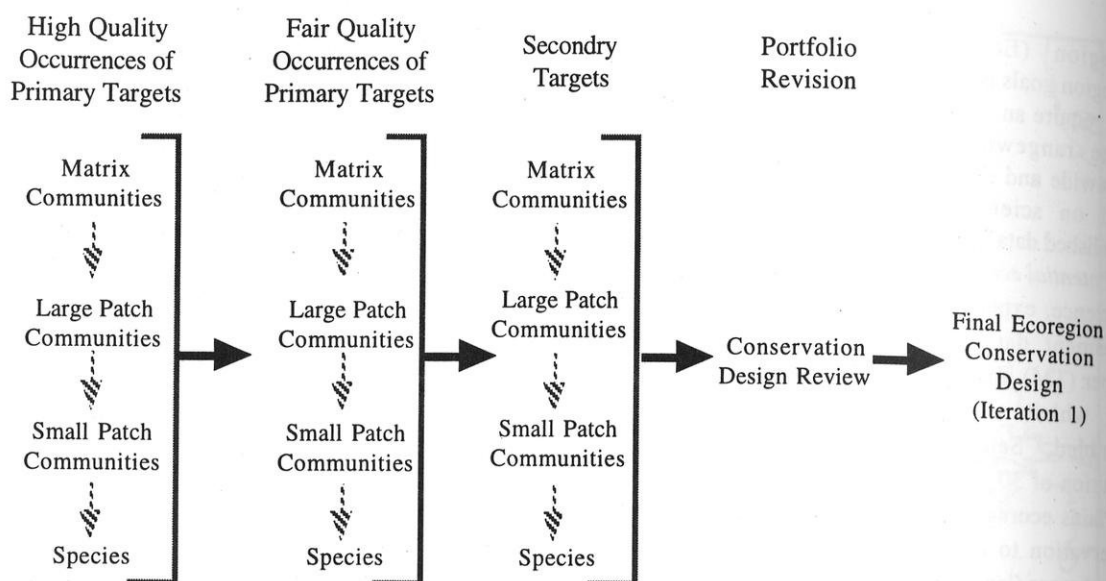 High Quality
Occurrences of
Primary Targets
Matrix
Communities
Large Patch
Communities
Small Patch
Communities
Species
Fair Quality
Occurrences of
Primary Targets
Matrix
Communities
Large Patch
Communities
Small Patch
Communities
Species
Secondry
Targets
Matrix
Communities
Large Patch
Communities
Small Patch
Communities
Species
Portfolio
Revision
Conservation
Design Review
Final Ecoregion
Conservation
Design
(Iteration 1)